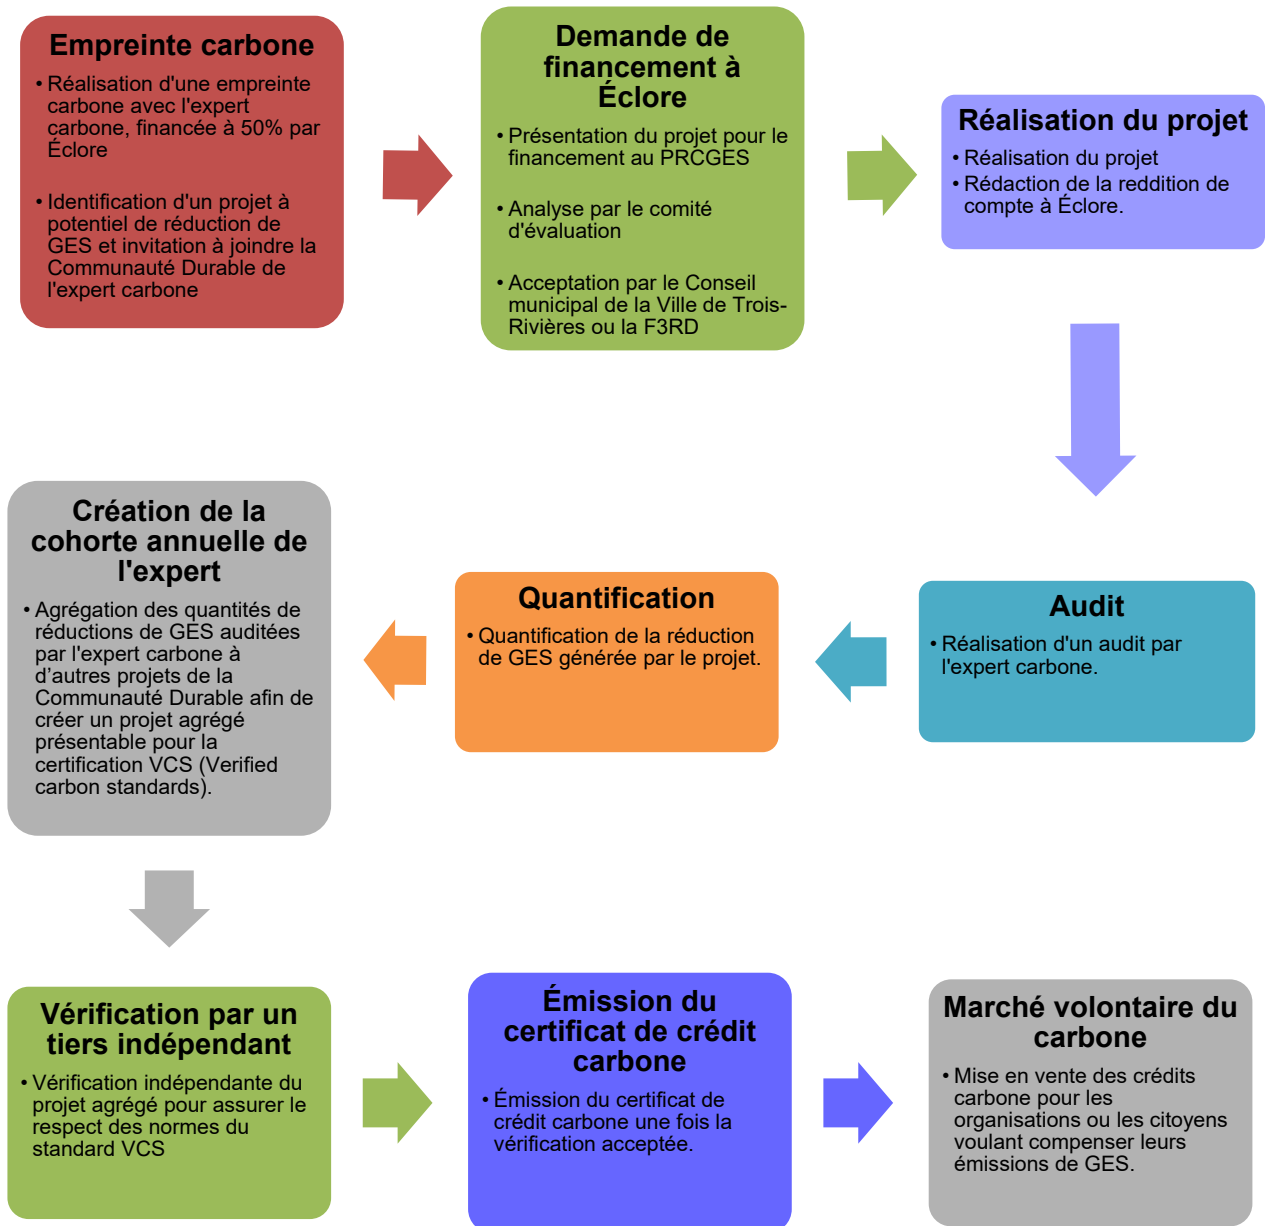 Empreinte carbone
• Réalisation d'une empreinte
carbone avec l'expert
carbone, financée à 50% par
Éclore
• Identification d'un projet à
potentiel de réduction de
GES et invitation à joindre la
Communauté Durable de
l'expert carbone
Demande de
financement à
Éclore
• Présentation du projet pour le
financement au PRCGES
• Analyse par le comité
d'évaluation
• Acceptation par le Conseil
municipal de la Ville de Trois-
Rivières ou la F3RD
Réalisation du projet
• Réalisation du projet
• Rédaction de la reddition de
compte à Éclore.
Audit
• Réalisation d'un audit par
l'expert carbone.
Quantification
• Quantification de la réduction
de GES générée par le projet.
Création de la
cohorte annuelle de
l'expert
• Agrégation des quantités de
réductions de GES auditées
par l'expert carbone à
d’autres projets de la
Communauté Durable afin de
créer un projet agrégé
présentable pour la
certification VCS (Verified
carbon standards).
Vérification par un
tiers indépendant
• Vérification indépendante du
projet agrégé pour assurer le
respect des normes du
standard VCS
Émission du
certificat de crédit
carbone
• Émission du certificat de
crédit carbone une fois la
vérification acceptée.
Marché volontaire du
carbone
• Mise en vente des crédits
carbone pour les
organisations ou les citoyens
voulant compenser leurs
émissions de GES.